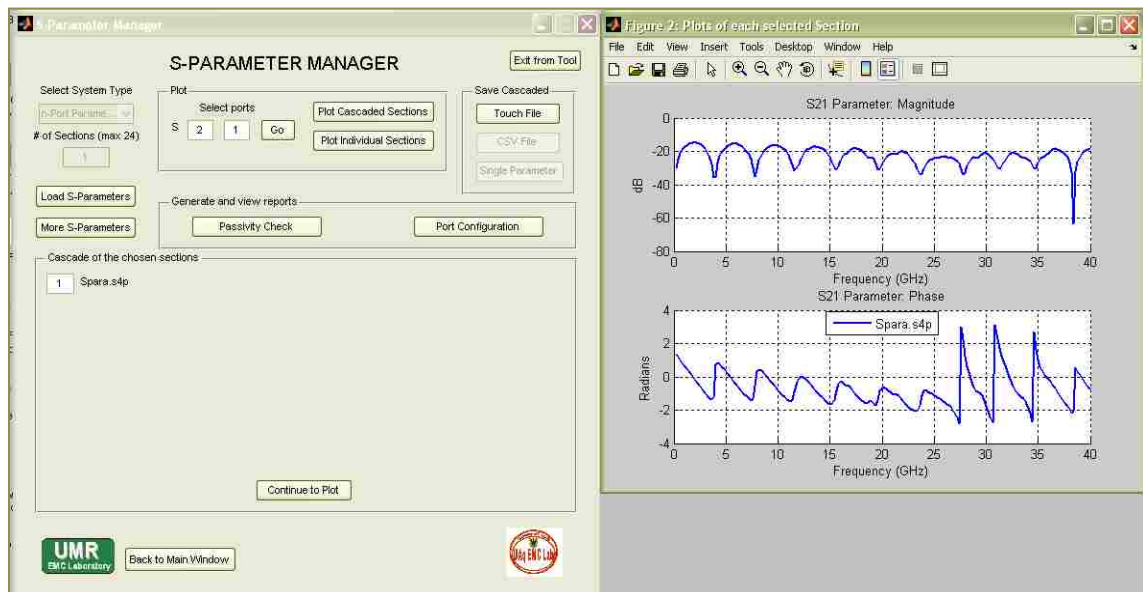 S-Parameter Manager
S-PARAMETER MANAGER
Exit from Tool
Select System Type
n-Port Parame...
# of Sections (max 24)
1
Load S-Parameters
More S-Parameters
Plot
Select ports
S 2 1 Go
Plot Cascaded Sections
Plot Individual Sections
Save Cascaded
Touch File
CSV File
Single Parameter
Generate and view reports
Passivity Check
Port Configuration
Cascade of the chosen sections
1 Spara.s4p
Continue to Plot
UMR
EMC Laboratory
Back to Main Window
UAq EMC Lab
Figure 2: Plots of each selected Section
File Edit View Insert Tools Desktop Window Help
S21 Parameter: Magnitude
0
-20
-40
-60
-80
dB
0 5 10 15 20 25 30 35 40
Frequency (GHz)
S21 Parameter: Phase
4
2
0
-2
-4
Radians
Spara.s4p
0 5 10 15 20 25 30 35 40
Frequency (GHz)